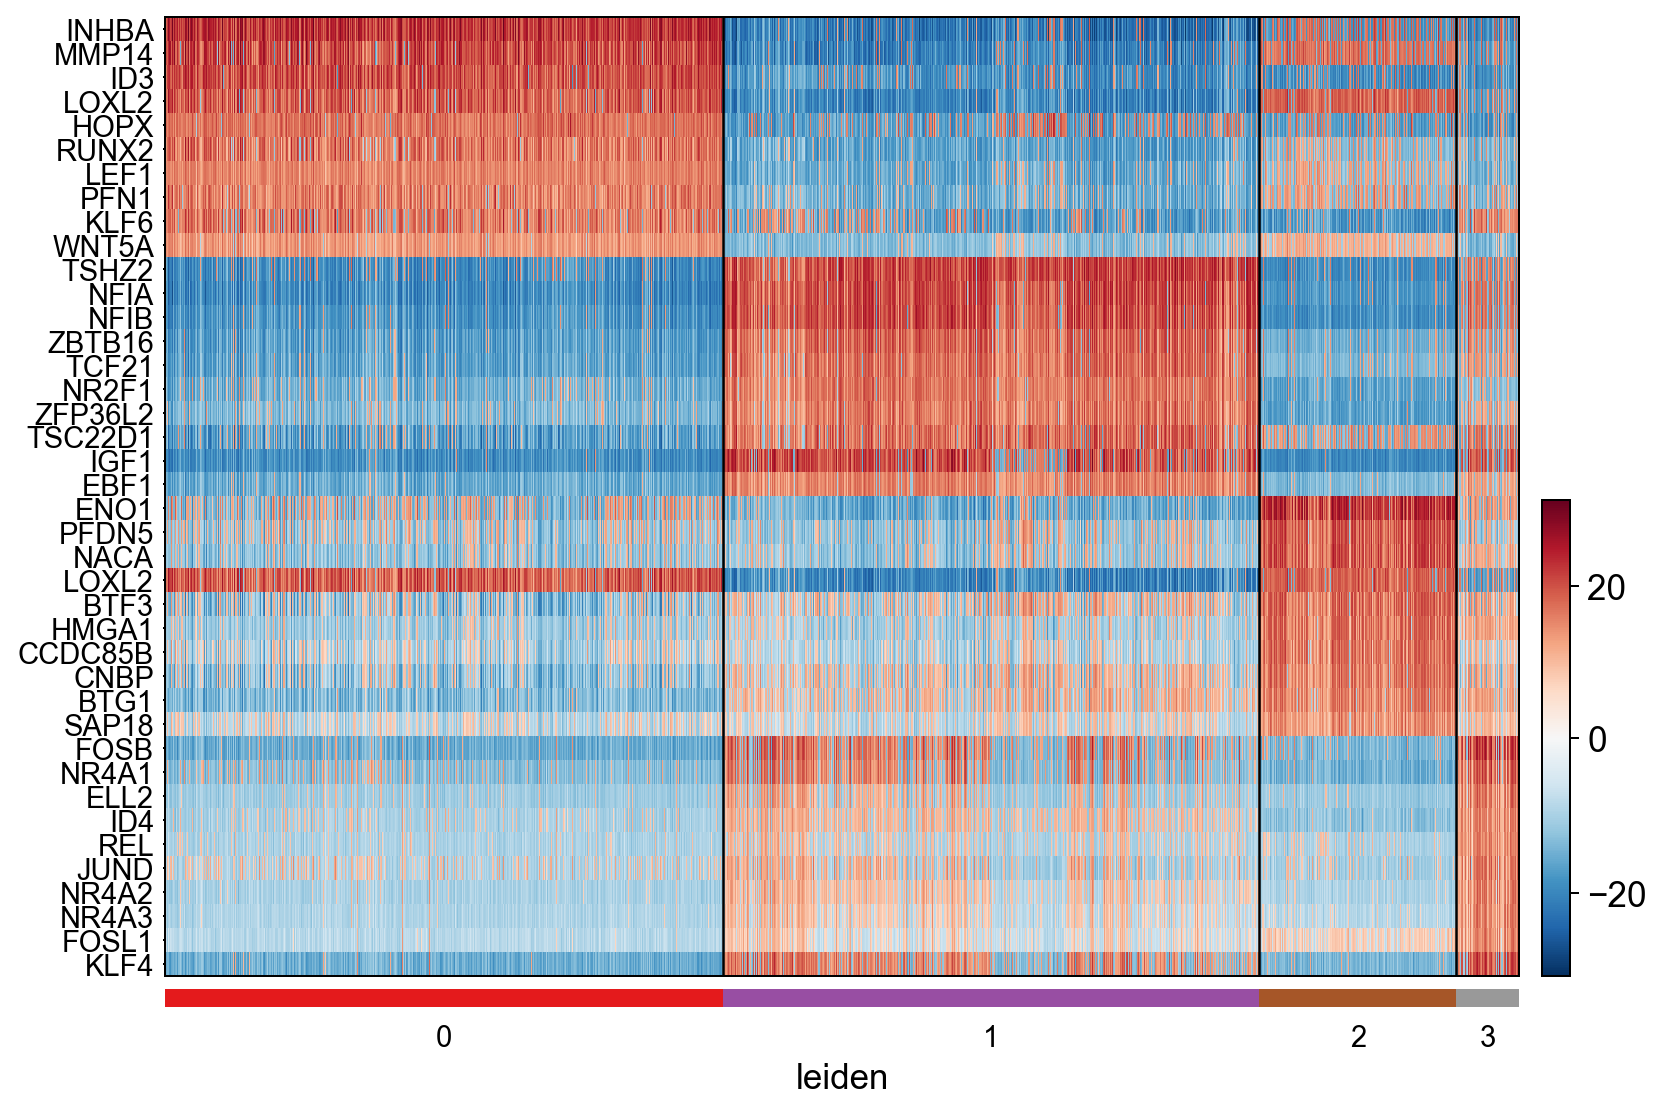 INHBA
MMP14
ID3
LOXL2
HOPX
RUNX2
LEF1
PFN1
KLF6
WNT5A
TSHZ2
NFIA
NFIB
ZBTB16
TCF21
NR2F1
ZFP36L2
TSC22D1
IGF1
EBF1
ENO1
PFDN5
NACA
LOXL2
BTF3
HMGA1
CCDC85B
CNBP
BTG1
SAP18
FOSB
NR4A1
ELL2
ID4
REL
JUND
NR4A2
NR4A3
FOSL1
KLF4
20
0
−20
0 1 2 3
leiden